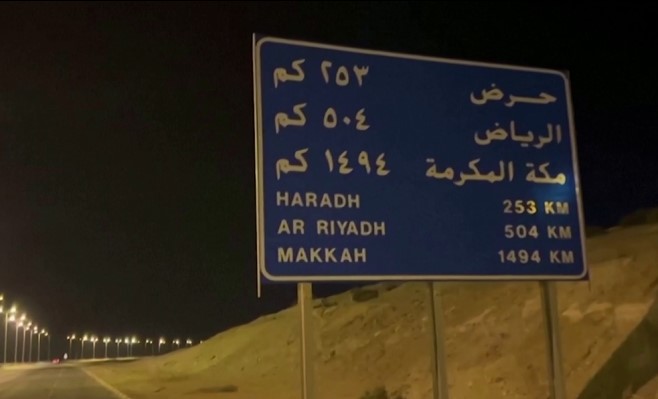 حرض ٢٥٣ كم
الرياض ٥٠٤ كم
مكة المكرمة ١٤٩٤ كم
HARADH 253 KM
AR RIYADH 504 KM
MAKKAH 1494 KM